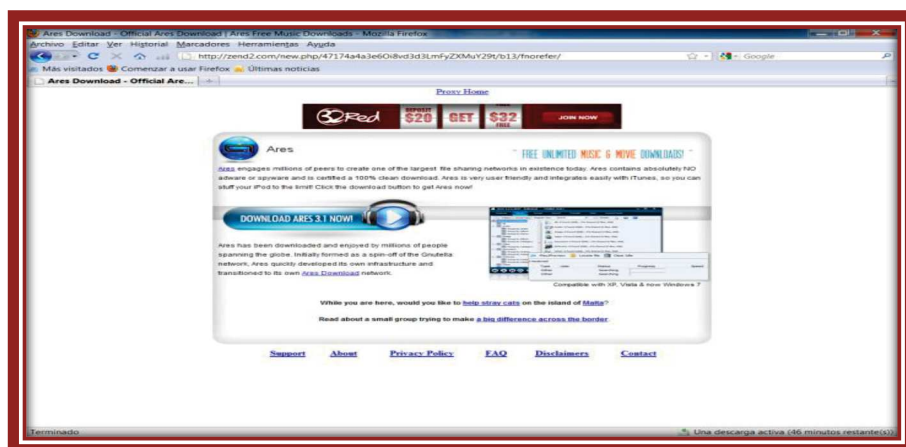 Ares Download - Official Ares Download | Ares Free Music Downloads - Mozilla Firefox
Archivo Editar Ver Historial Marcadores Herramientas Ayuda
Google
Más visitados Comenzar a usar Firefox Últimas noticias
Ares Download - Official Are...
Proxy Home
32Red DEPOSIT $20 GET $32 FREE JOIN NOW
Ares
FREE UNLIMITED MUSIC & MOVIE DOWNLOADS!
Ares engages millions of peers to create one of the largest file sharing networks in existence today. Ares contains absolutely NO
adware or spyware and is certified a 100% clean download. Ares is very user friendly and integrates easily with iTunes, so you can
stuff your iPod to the limit! Click the download button to get Ares now!
DOWNLOAD ARES 3.1 NOW!
Ares has been downloaded and enjoyed by millions of people
spanning the globe. Initially formed as a spin-off of the Gnutella
network, Ares quickly developed its own infrastructure and
transitioned to its own Ares Download network.
Compatible with XP, Vista & now Windows 7
While you are here, would you like to help stray cats on the island of Malta?
Read about a small group trying to make a big difference across the border.
Support About Privacy Policy FAQ Disclaimers Contact
Terminado
Una descarga activa (46 minutos restante(s))